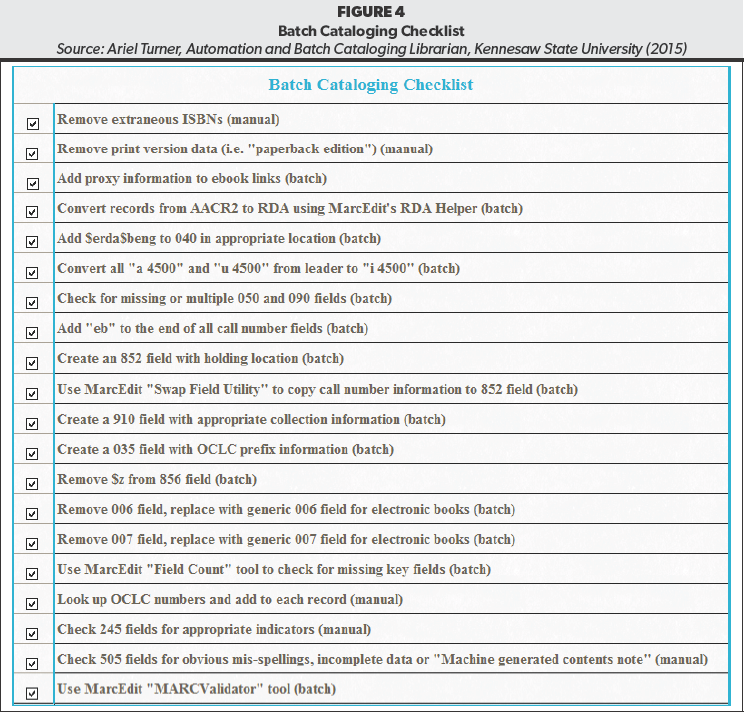 FIGURE 4
Batch Cataloging Checklist
Source: Ariel Turner, Automation and Batch Cataloging Librarian, Kennesaw State University (2015)
Batch Cataloging Checklist
Remove extraneous ISBNs (manual)
Remove print version data (i.e. "paperback edition") (manual)
Add proxy information to ebook links (batch)
Convert records from AACR2 to RDA using MarcEdit's RDA Helper (batch)
Add $erda$beng to 040 in appropriate location (batch)
Convert all "a 4500" and "u 4500" from leader to "i 4500" (batch)
Check for missing or multiple 050 and 090 fields (batch)
Add "eb" to the end of all call number fields (batch)
Create an 852 field with holding location (batch)
Use MarcEdit "Swap Field Utility" to copy call number information to 852 field (batch)
Create a 910 field with appropriate collection information (batch)
Create a 035 field with OCLC prefix information (batch)
Remove $z from 856 field (batch)
Remove 006 field, replace with generic 006 field for electronic books (batch)
Remove 007 field, replace with generic 007 field for electronic books (batch)
Use MarcEdit "Field Count" tool to check for missing key fields (batch)
Look up OCLC numbers and add to each record (manual)
Check 245 fields for appropriate indicators (manual)
Check 505 fields for obvious mis-spellings, incomplete data or "Machine generated contents note" (manual)
Use MarcEdit "MARCValidator" tool (batch)